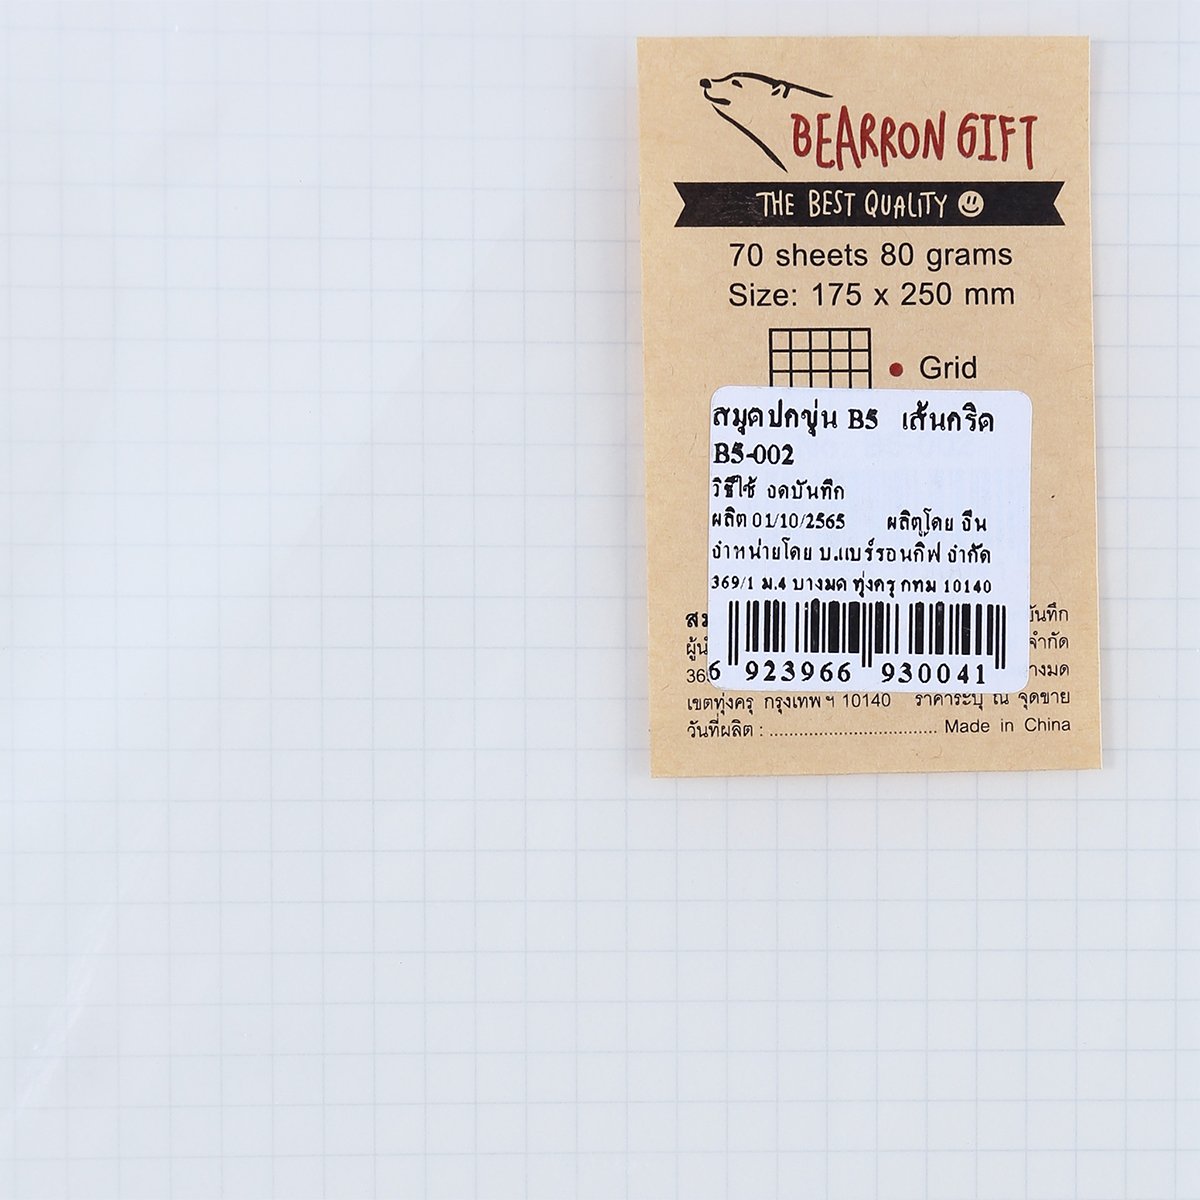 BEARRON GIFT
THE BEST QUALITY
70 sheets 80 grams
Size: 175 x 250 mm
Grid
สมุดปกขุ่น B5 เส้นกริด
B5-002
วิธีใช้ จดบันทึก
ผลิต 01/10/2565 ผลิตโดย จีน
จำหน่ายโดย บ.แบร์รอนกิ๊ฟ จำกัด
369/1 ม.4 บางมด ทุ่งครุ กทม 10140
6 923966 930041
เขตทุ่งครุ กรุงเทพฯ 10140 ราคาระบุ ณ จุดขาย
วันที่ผลิต : .................................. Made in China